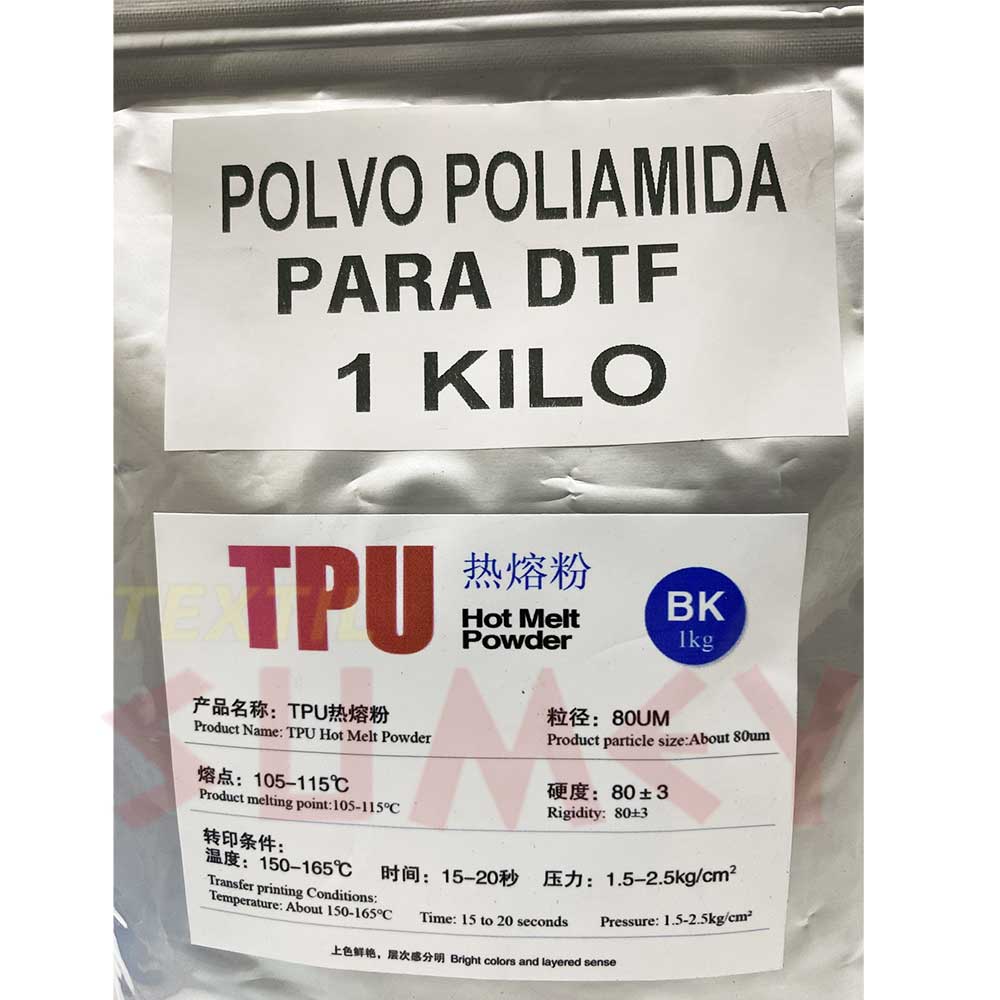 POLVO POLIAMIDA
PARA DTF
1 KILO
TPU 热熔粉
Hot Melt
Powder
BK
1kg
TEXTIL
SUMEY
产品名称：TPU热熔粉
Product Name: TPU Hot Melt Powder
粒径：80UM
Product particle size:About 80um
熔点：105-115℃
Product melting point:105-115℃
硬度：80±3
Rigidity: 80±3
转印条件：
温度：150-165℃ 时间：15-20秒 压力：1.5-2.5kg/cm²
Transfer printing Conditions:
Temperature: About 150-165℃ Time: 15 to 20 seconds Pressure: 1.5-2.5kg/cm²
上色鲜艳，层次感分明 Bright colors and layered sense